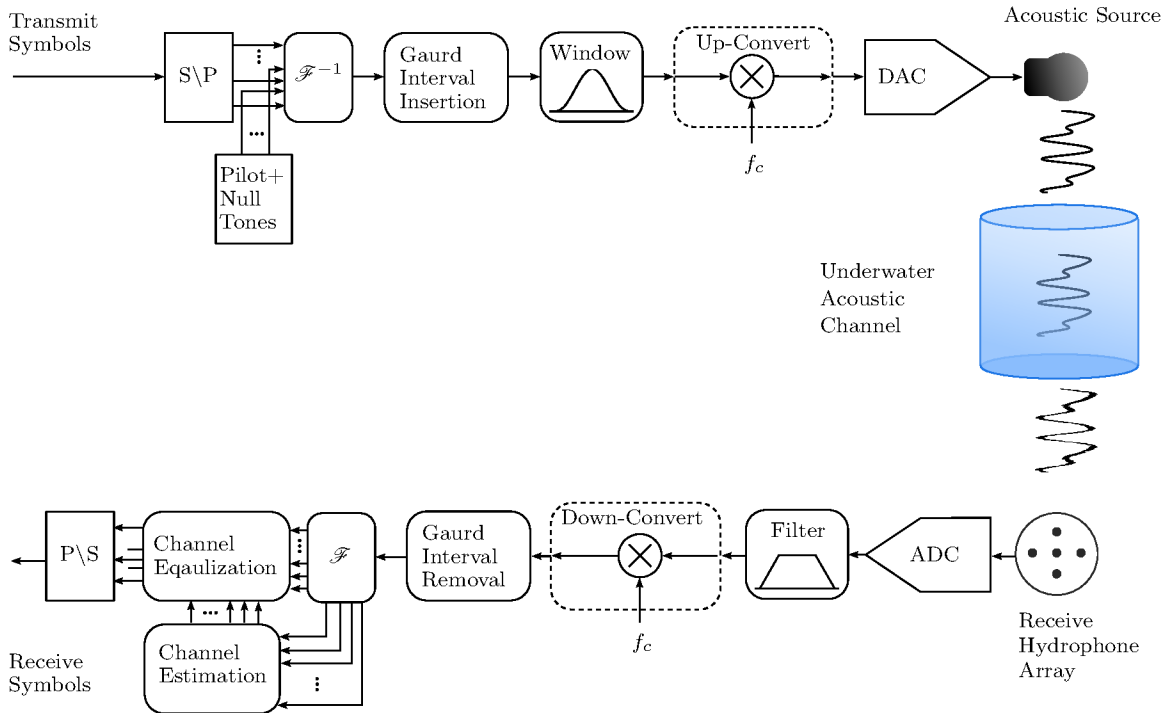 Transmit
Symbols
S\P
ℱ⁻¹
Gaurd
Interval
Insertion
Window
Up-Convert
f_c
DAC
Acoustic Source
Pilot+
Null
Tones
Underwater
Acoustic
Channel
P\S
Channel
Eqaulization
ℱ
Gaurd
Interval
Removal
Down-Convert
f_c
Filter
ADC
Receive
Hydrophone
Array
Channel
Estimation
Receive
Symbols